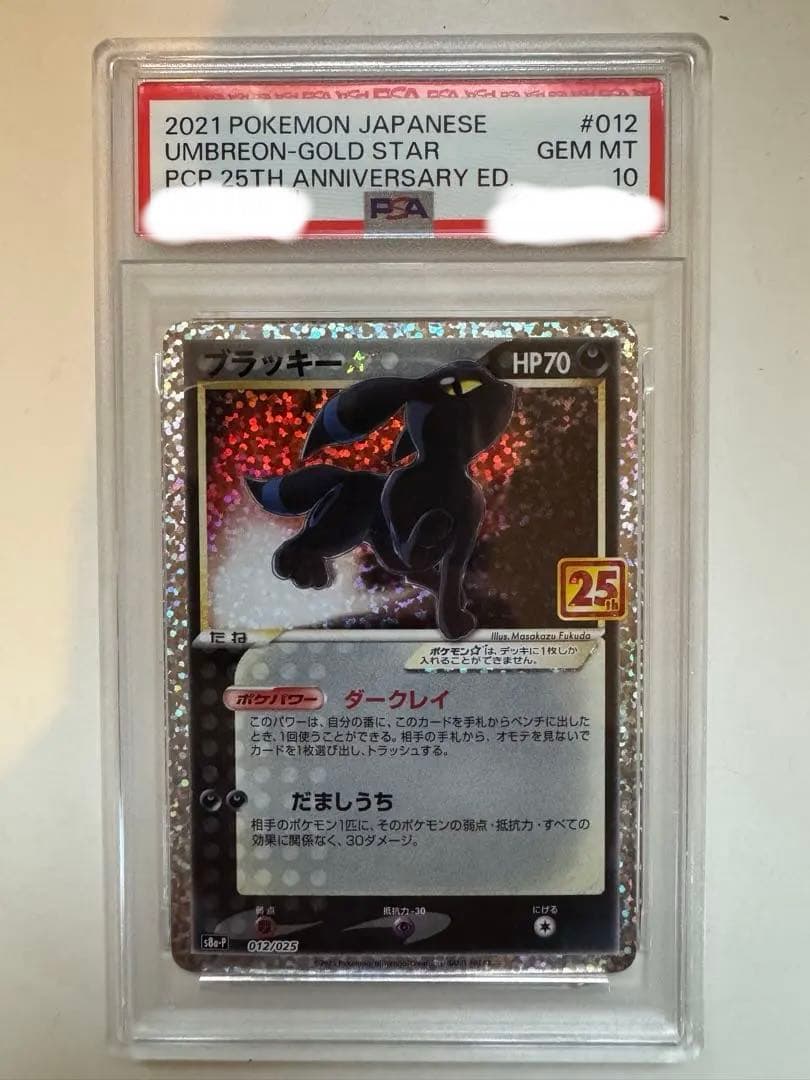 2021 POKEMON JAPANESE #012
UMBREON-GOLD STAR GEM MT
PCP 25TH ANNIVERSARY ED. 10
PSA
ブラッキー☆ HP70
25th
たね
Illus. Masakazu Fukuda
ポケモン☆は、デッキに1枚しか
入れることができません。
ポケパワー ダークレイ
このパワーは、自分の番に、このカードを手札からベンチに出した
とき、1回使うことができる。相手の手札から、オモテを見ないで
カードを1枚選び出し、トラッシュする。
だましうち
相手のポケモン1匹に、そのポケモンの弱点・抵抗力・すべての
効果に関係なく、30ダメージ。
弱点 抵抗力-30 にげる
s8a-P 012/025